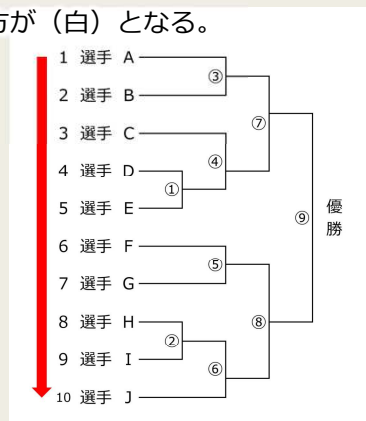 方が（白）となる。
1 選手 A
③
2 選手 B
⑦
3 選手 C
④
4 選手 D
①
5 選手 E
⑨
優勝
6 選手 F
⑤
7 選手 G
8 選手 H
⑧
②
9 選手 I
⑥
10 選手 J